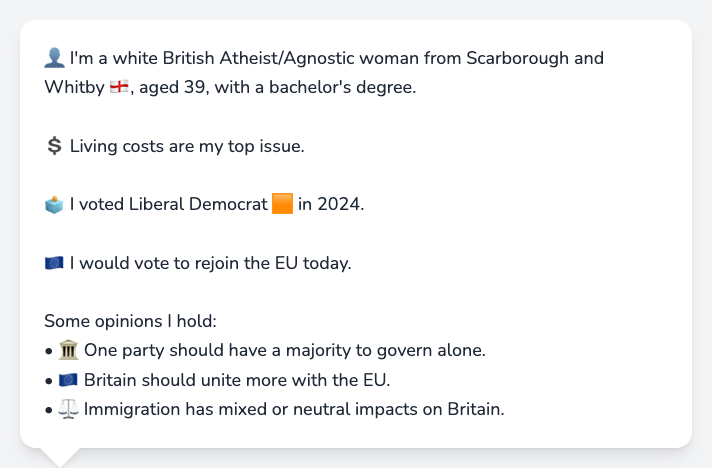 👤 I'm a white British Atheist/Agnostic woman from Scarborough and
Whitby 🏴󠁧󠁢󠁥󠁮󠁧󠁿, aged 39, with a bachelor's degree.
💲 Living costs are my top issue.
🗳️ I voted Liberal Democrat 🟧 in 2024.
🇪🇺 I would vote to rejoin the EU today.
Some opinions I hold:
• 🏛️ One party should have a majority to govern alone.
• 🇪🇺 Britain should unite more with the EU.
• ⚖️ Immigration has mixed or neutral impacts on Britain.